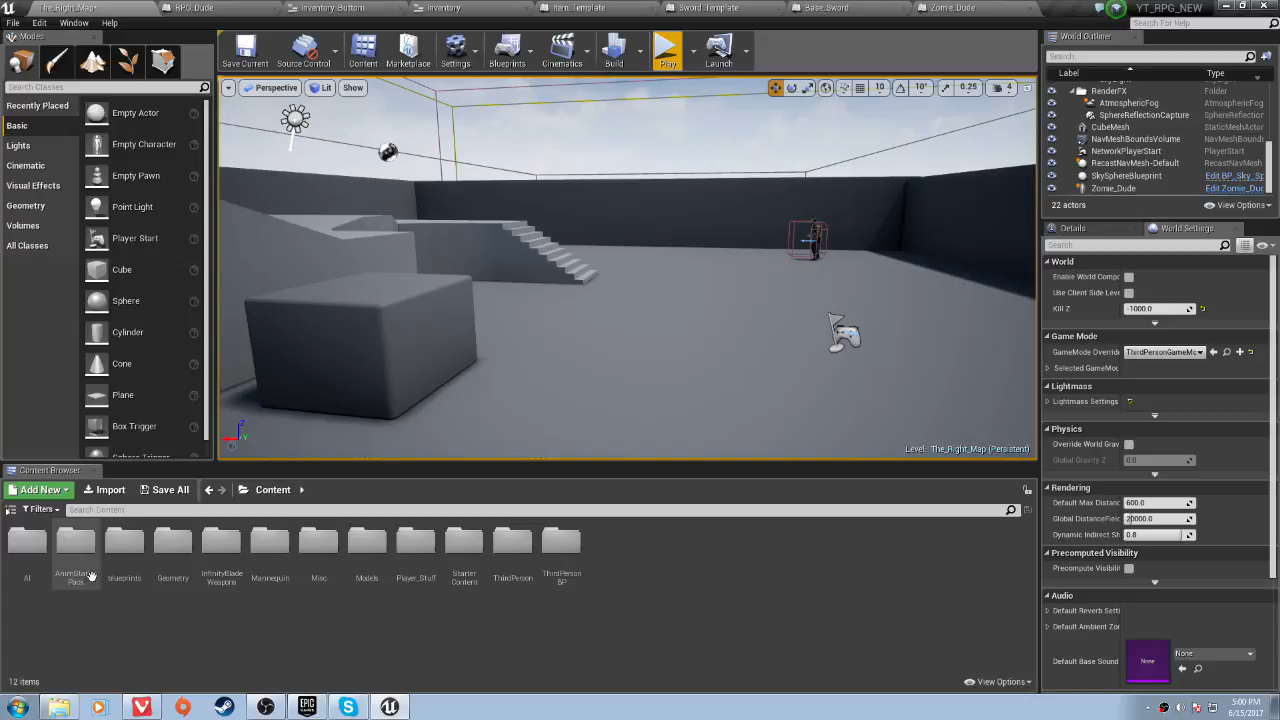 The_Right_Map*
RPG_Dude
Inventory_Buttom
Inventory
Item_Template
Sword_Template
Base_Sword
Zomie_Dude
YT_RPG_NEW
File
Edit
Window
Help
Search For Help
Modes
Search Classes
Recently Placed
Basic
Lights
Cinematic
Visual Effects
Geometry
Volumes
All Classes
Empty Actor
Empty Character
Empty Pawn
Point Light
Player Start
Cube
Sphere
Cylinder
Cone
Plane
Box Trigger
Sphere Trigger
Save Current
Source Control
Content
Marketplace
Settings
Blueprints
Cinematics
Build
Play
Launch
Perspective
Lit
Show
10
10°
0.25
4
Level: The_Right_Map (Persistent)
World Outliner
Search...
Label
Type
RenderFX
Folder
AtmosphericFog
AtmosphericFog
SphereReflectionCapture
SphereReflection
CubeMesh
StaticMeshActor
NavMeshBoundsVolume
NavMeshBounds
NetworkPlayerStart
PlayerStart
RecastNavMesh-Default
RecastNavMesh
SkySphereBlueprint
Edit BP_Sky_Sp
Zomie_Dude
Edit Zomie_Duc
22 actors
View Options
Details
World Settings
Search
World
Enable World Compo
Use Client Side Leve
Kill Z
-1000.0
Game Mode
GameMode Override
ThirdPersonGameMo
Selected GameMod
Lightmass
Lightmass Settings
Physics
Override World Grav
Global Gravity Z
0.0
Rendering
Default Max Distanc
600.0
Global DistanceFiel
20000.0
Dynamic Indirect Sh
0.8
Precomputed Visibility
Precompute Visibilit
Audio
Default Reverb Setti
Default Ambient Zon
Default Base Sound
None
None
Content Browser
Add New
Import
Save All
Content
Filters
Search Content
AI
blueprints
Geometry
InfinityBlade
Weapons
Mannequin
Misc
Models
Player_Stuff
Starter
Content
ThirdPerson
ThirdPerson
BP
12 items
View Options
5:00 PM
6/15/2017